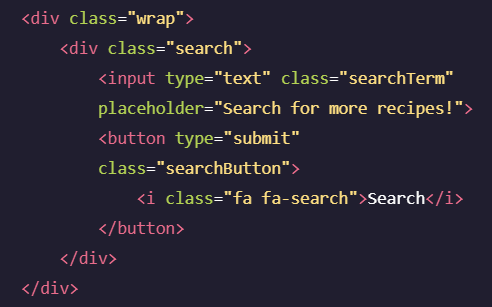 <div class="wrap">
    <div class="search">
        <input type="text" class="searchTerm"
        placeholder="Search for more recipes!">
        <button type="submit"
        class="searchButton">
            <i class="fa fa-search">Search</i>
        </button>
    </div>
</div>